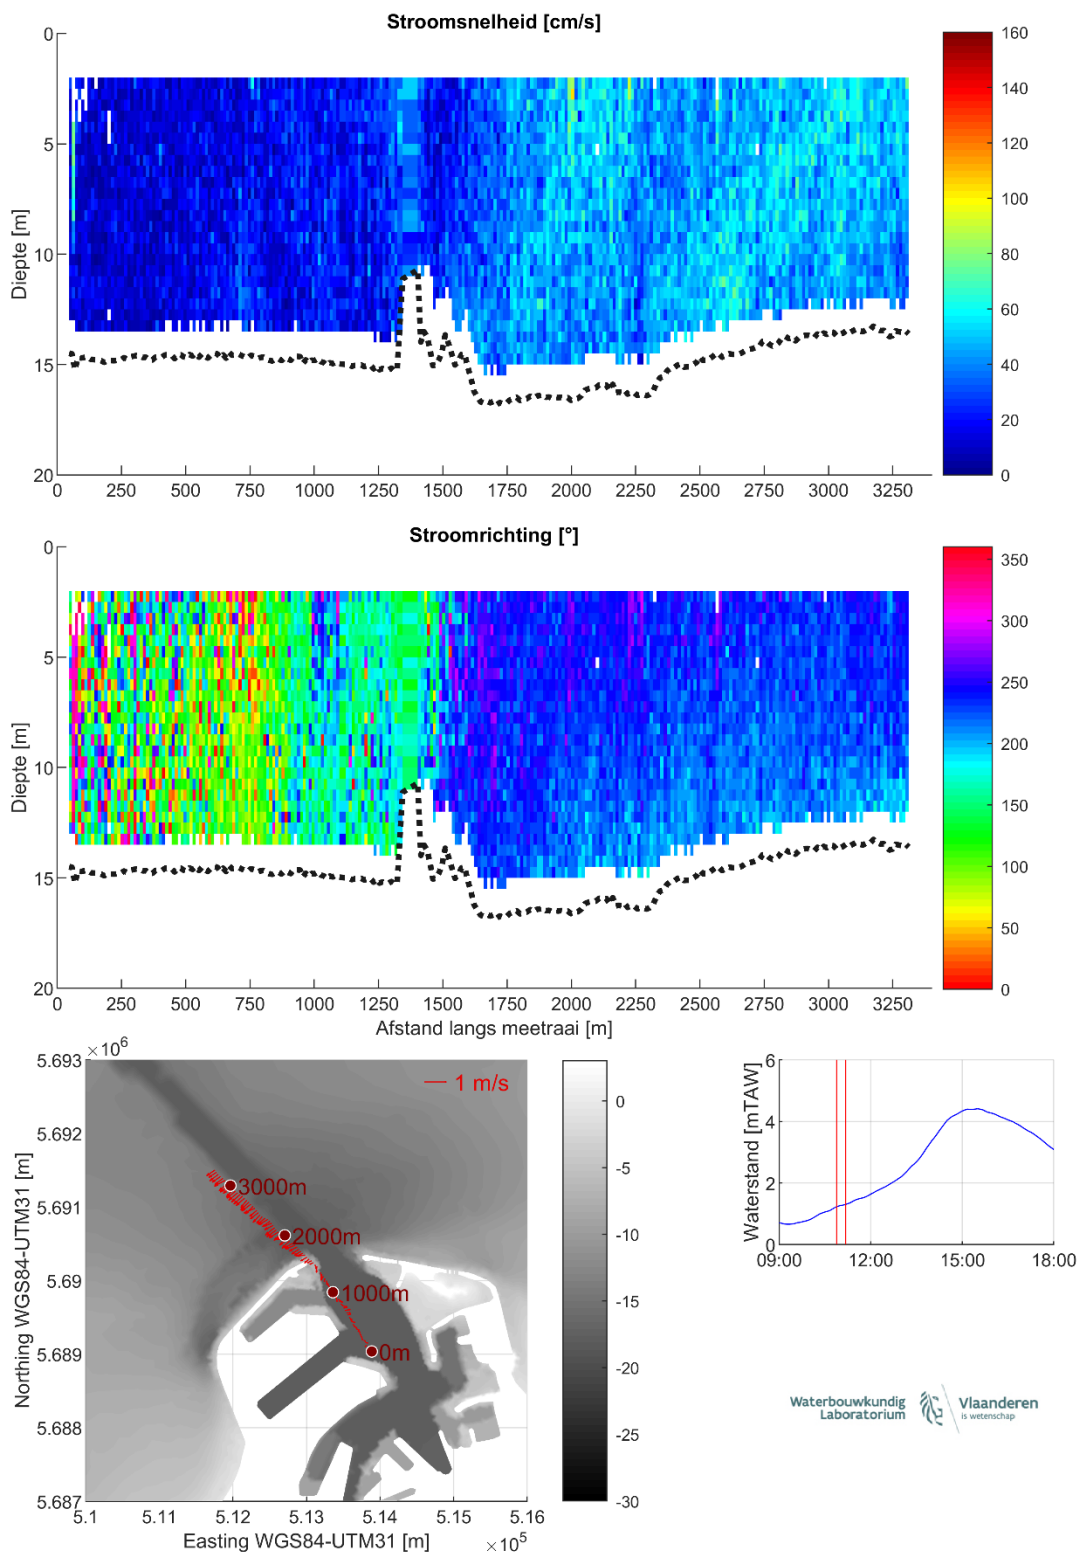 Stroomsnelheid [cm/s]
0
5
10
15
20
Diepte [m]
0 250 500 750 1000 1250 1500 1750 2000 2250 2500 2750 3000 3250
160
140
120
100
80
60
40
20
0
Stroomrichting [°]
0
5
10
15
20
Diepte [m]
0 250 500 750 1000 1250 1500 1750 2000 2250 2500 2750 3000 3250
Afstand langs meetraai [m]
350
300
250
200
150
100
50
0
×10⁶
5.693
5.692
5.691
5.69
5.689
5.688
5.687
Northing WGS84-UTM31 [m]
1 m/s
3000m
2000m
1000m
0m
5.1 5.11 5.12 5.13 5.14 5.15 5.16
Easting WGS84-UTM31 [m]
×10⁵
0
-5
-10
-15
-20
-25
-30
Waterstand [mTAW]
6
4
2
0
09:00 12:00 15:00 18:00
Waterbouwkundig
Laboratorium
Vlaanderen
is wetenschap